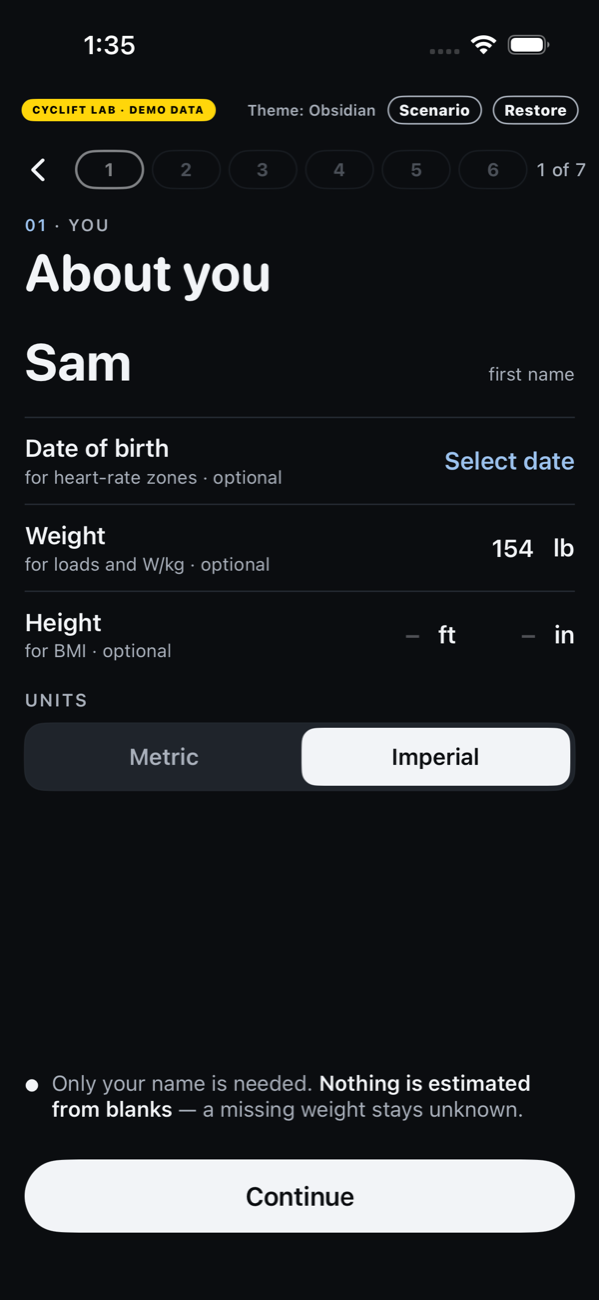 1:35
CYCLIFT LAB · DEMO DATA Theme: Obsidian Scenario Restore
1 2 3 4 5 6 1 of 7
01 · YOU
About you
Sam first name
Date of birth
for heart-rate zones · optional
Select date
Weight
for loads and W/kg · optional
154 lb
Height
for BMI · optional
– ft – in
UNITS
Metric Imperial
Only your name is needed. Nothing is estimated
from blanks — a missing weight stays unknown.
Continue